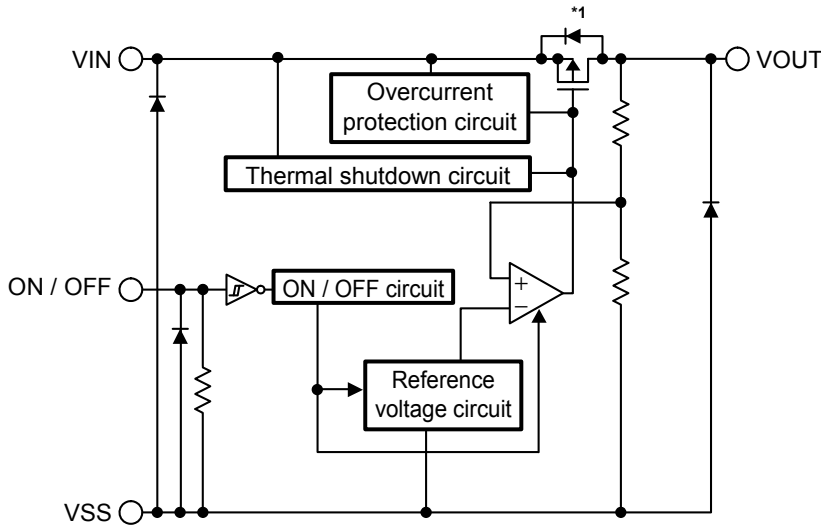 *1
VIN
VOUT
Overcurrent
protection circuit
Thermal shutdown circuit
ON / OFF
ON / OFF circuit
+
−
Reference
voltage circuit
VSS